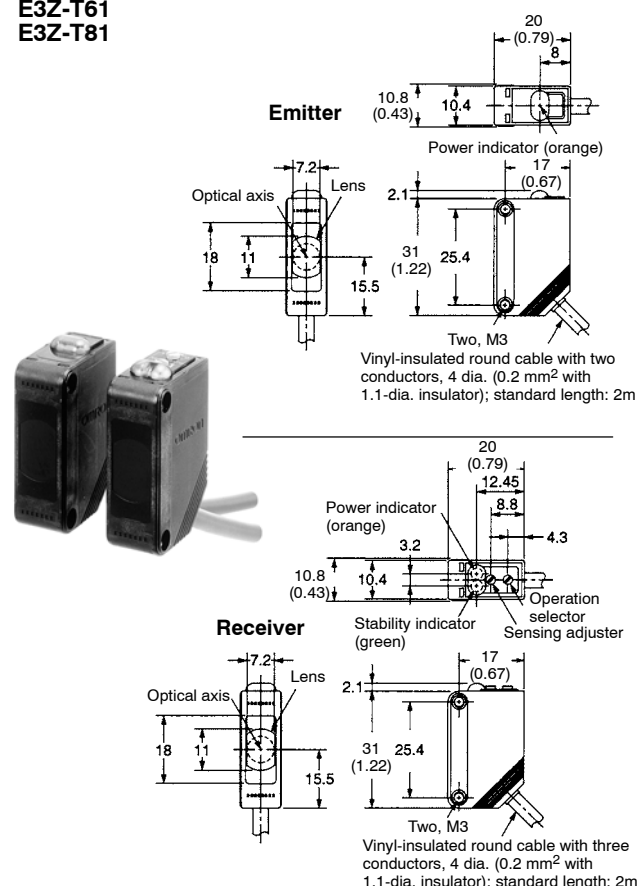 E3Z-T61
E3Z-T81
20
(0.79)
8
10.8
(0.43)
10.4
Emitter
Power indicator (orange)
17
(0.67)
7.2
Lens
Optical axis
2.1
18
11
31
(1.22)
25.4
15.5
Two, M3
Vinyl-insulated round cable with two
conductors, 4 dia. (0.2 mm² with
1.1-dia. insulator); standard length: 2m
OMRON
20
(0.79)
12.45
Power indicator
(orange)
8.8
4.3
3.2
10.8
(0.43)
10.4
Operation
selector
Stability indicator
(green)
Sensing adjuster
Receiver
17
(0.67)
7.2
Lens
Optical axis
2.1
18
11
31
(1.22)
25.4
15.5
Two, M3
Vinyl-insulated round cable with three
conductors, 4 dia. (0.2 mm² with
1.1-dia. insulator); standard length: 2m